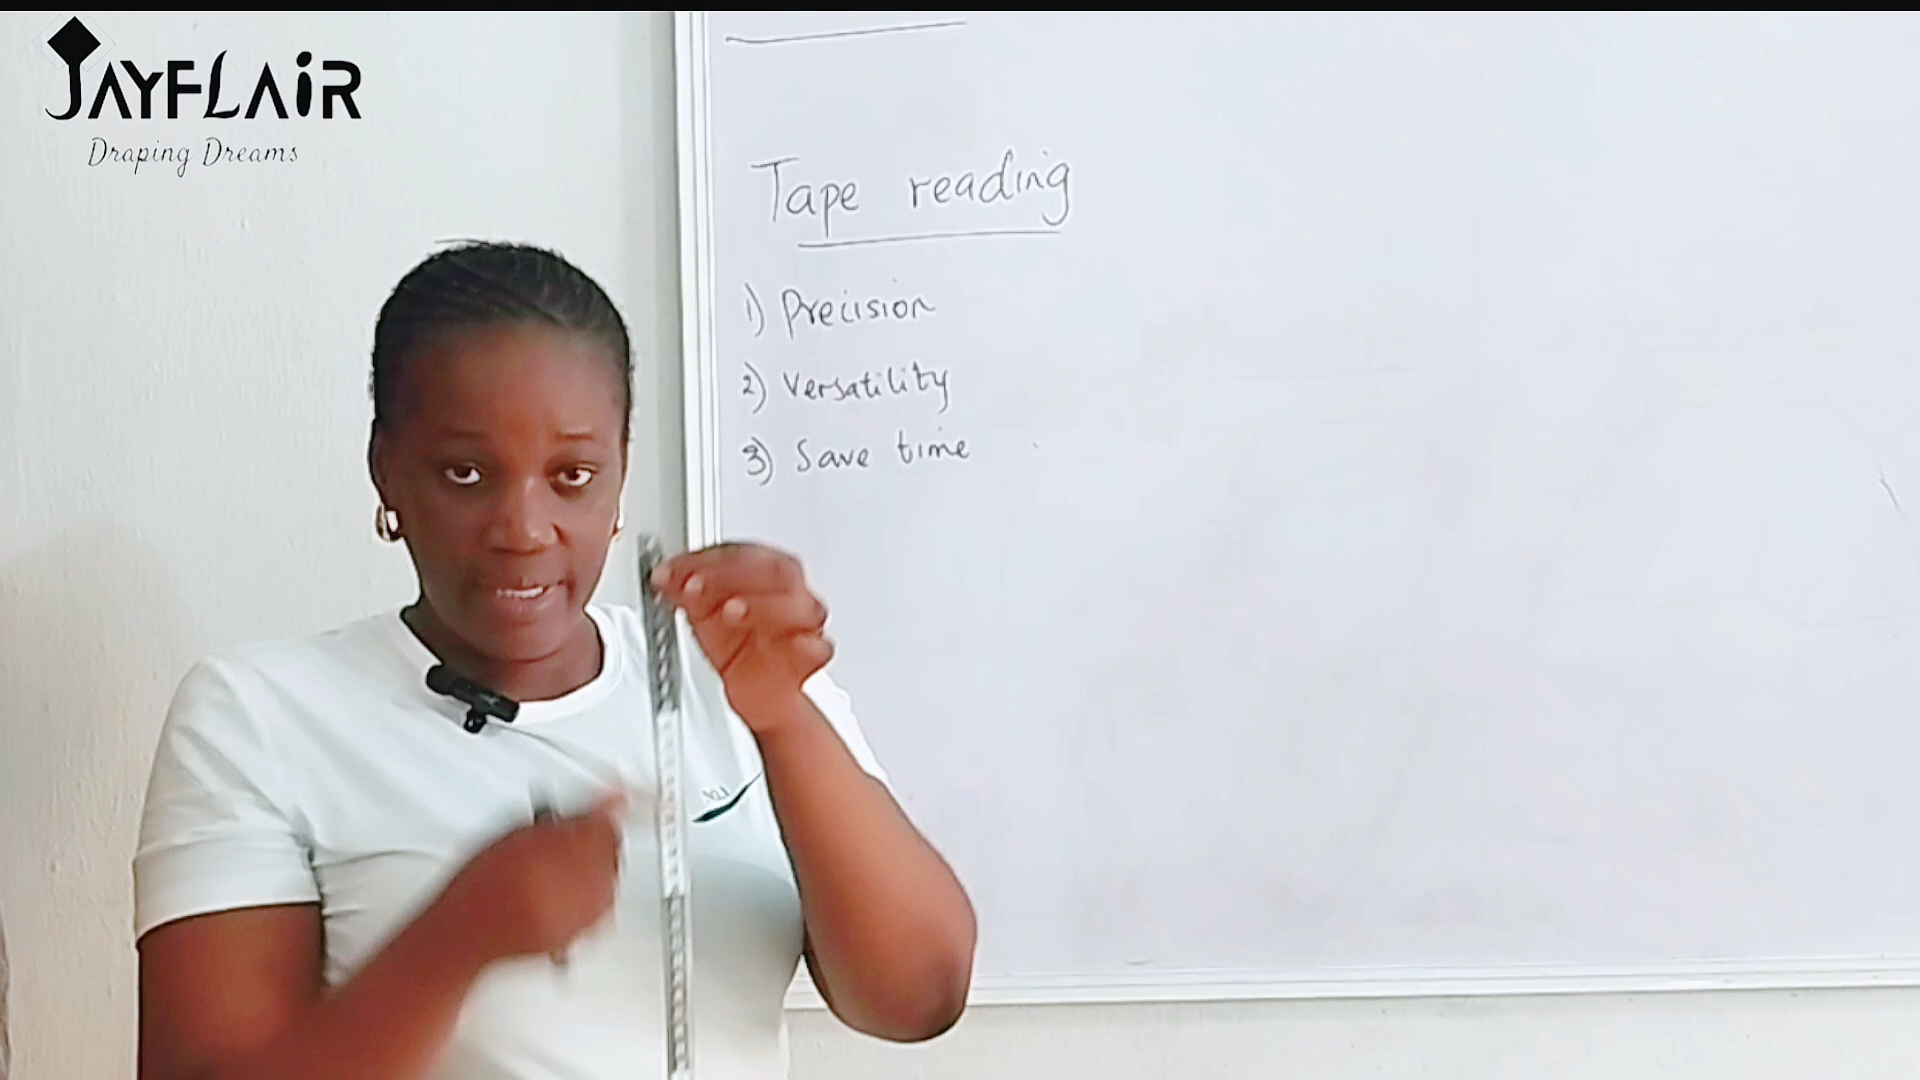 JAYFLAiR
Draping Dreams
Tape reading
1) Precision
2) Versatility
3) Save time